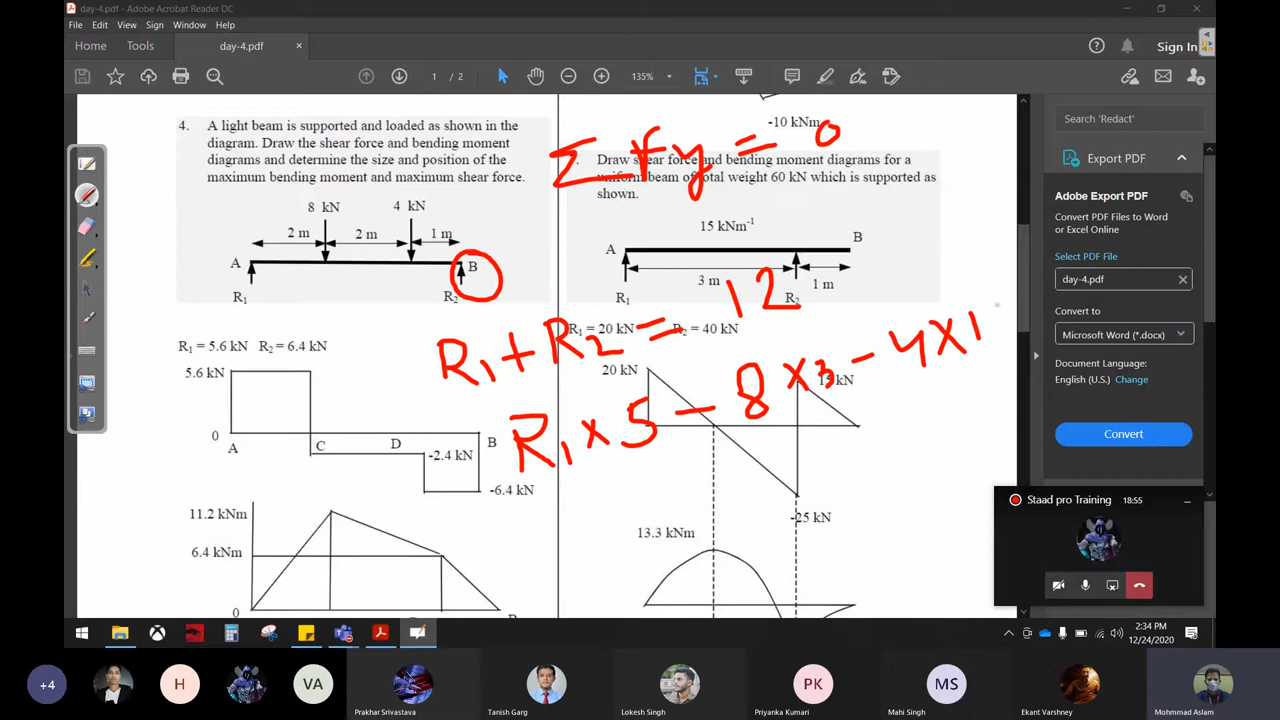 day-4.pdf - Adobe Acrobat Reader DC
File Edit View Sign Window Help
Home Tools day-4.pdf ×
Sign In
1 / 2
135%
4. A light beam is supported and loaded as shown in the
diagram. Draw the shear force and bending moment
diagrams and determine the size and position of the
maximum bending moment and maximum shear force.
8 kN 4 kN
2 m 2 m 1 m
A B
R1 R2
R1 = 5.6 kN R2 = 6.4 kN
5.6 kN
0
A C D B
-2.4 kN
-6.4 kN
11.2 kNm
6.4 kNm
0
-10 kNm
Σ Fy = 0
Draw shear force and bending moment diagrams for a
uniform beam of total weight 60 kN which is supported as
shown.
15 kNm-1
A B
3 m 1 m
R1 R2
R1 + R2 = 12
R1 = 20 kN R2 = 40 kN
R1 × 5 - 8 × 3 - 4 × 1
20 kN
15 kN
-25 kN
13.3 kNm
Search 'Redact'
Export PDF
Adobe Export PDF
Convert PDF Files to Word
or Excel Online
Select PDF File
day-4.pdf
Convert to
Microsoft Word (*.docx)
Document Language:
English (U.S.) Change
Convert
Staad pro Training 18:55
2:34 PM
12/24/2020
+4
H
VA
Prakhar Srivastava
Tanish Garg
Lokesh Singh
PK
Priyanka Kumari
MS
Mahi Singh
Ekant Varshney
Mohmmad Aslam